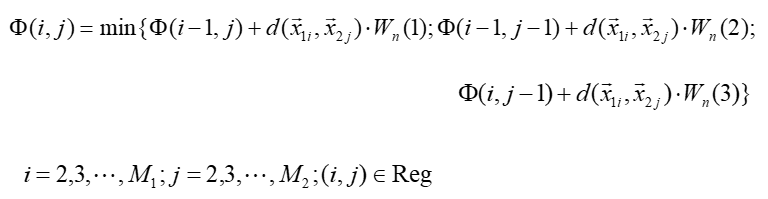 Φ(i, j) = min{Φ(i−1, j) + d(x⃗₁ᵢ, x⃗₂ⱼ)·Wₙ(1); Φ(i−1, j−1) + d(x⃗₁ᵢ, x⃗₂ⱼ)·Wₙ(2);
Φ(i, j−1) + d(x⃗₁ᵢ, x⃗₂ⱼ)·Wₙ(3)}
i = 2,3,⋯, M₁; j = 2,3,⋯, M₂; (i, j) ∈ Reg